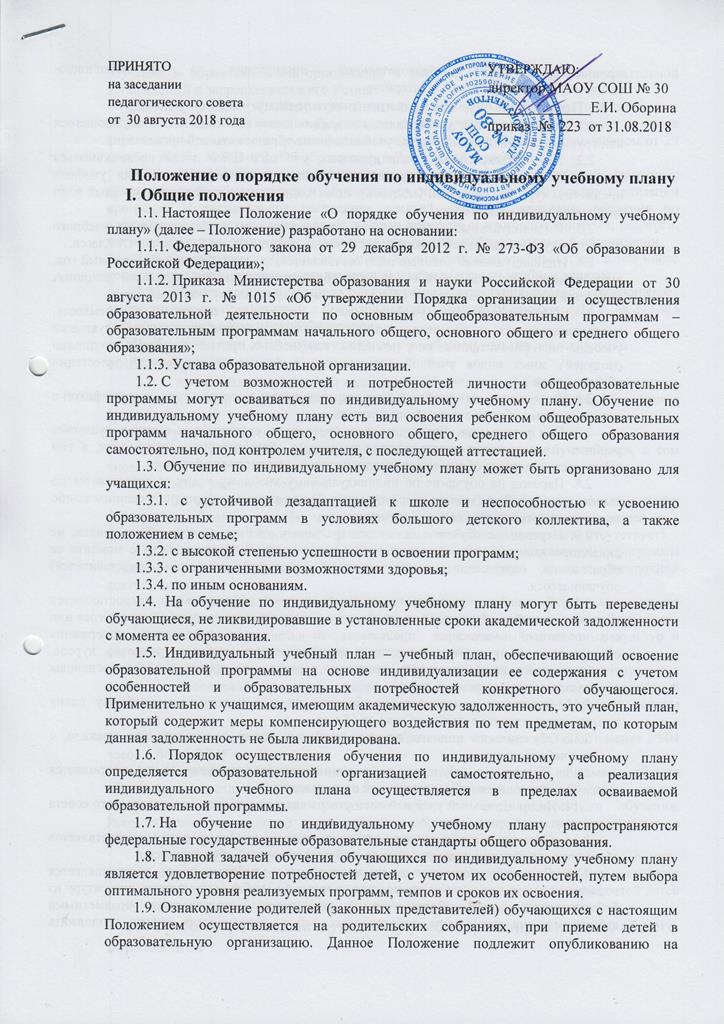 ПРИНЯТО
на заседании
педагогического совета
от 30 августа 2018 года
УТВЕРЖДАЮ:
директор МАОУ СОШ № 30
Е.И. Оборина
приказ № 223 от 31.08.2018
МАОУ
СОШ
№ 30
Положение о порядке обучения по индивидуальному учебному плану
I. Общие положения
1.1. Настоящее Положение «О порядке обучения по индивидуальному учебному
плану» (далее – Положение) разработано на основании:
1.1.1. Федерального закона от 29 декабря 2012 г. № 273-ФЗ «Об образовании в
Российской Федерации»;
1.1.2. Приказа Министерства образования и науки Российской Федерации от 30
августа 2013 г. № 1015 «Об утверждении Порядка организации и осуществления
образовательной деятельности по основным общеобразовательным программам –
образовательным программам начального общего, основного общего и среднего общего
образования»;
1.1.3. Устава образовательной организации.
1.2. С учетом возможностей и потребностей личности общеобразовательные
программы могут осваиваться по индивидуальному учебному плану. Обучение по
индивидуальному учебному плану есть вид освоения ребенком общеобразовательных
программ начального общего, основного общего, среднего общего образования
самостоятельно, под контролем учителя, с последующей аттестацией.
1.3. Обучение по индивидуальному учебному плану может быть организовано для
учащихся:
1.3.1. с устойчивой дезадаптацией к школе и неспособностью к усвоению
образовательных программ в условиях большого детского коллектива, а также
положением в семье;
1.3.2. с высокой степенью успешности в освоении программ;
1.3.3. с ограниченными возможностями здоровья;
1.3.4. по иным основаниям.
1.4. На обучение по индивидуальному учебному плану могут быть переведены
обучающиеся, не ликвидировавшие в установленные сроки академической задолженности
с момента ее образования.
1.5. Индивидуальный учебный план – учебный план, обеспечивающий освоение
образовательной программы на основе индивидуализации ее содержания с учетом
особенностей и образовательных потребностей конкретного обучающегося.
Применительно к учащимся, имеющим академическую задолженность, это учебный план,
который содержит меры компенсирующего воздействия по тем предметам, по которым
данная задолженность не была ликвидирована.
1.6. Порядок осуществления обучения по индивидуальному учебному плану
определяется образовательной организацией самостоятельно, а реализация
индивидуального учебного плана осуществляется в пределах осваиваемой
образовательной программы.
1.7. На обучение по индивидуальному учебному плану распространяются
федеральные государственные образовательные стандарты общего образования.
1.8. Главной задачей обучения обучающихся по индивидуальному учебному плану
является удовлетворение потребностей детей, с учетом их особенностей, путем выбора
оптимального уровня реализуемых программ, темпов и сроков их освоения.
1.9. Ознакомление родителей (законных представителей) обучающихся с настоящим
Положением осуществляется на родительских собраниях, при приеме детей в
образовательную организацию. Данное Положение подлежит опубликованию на